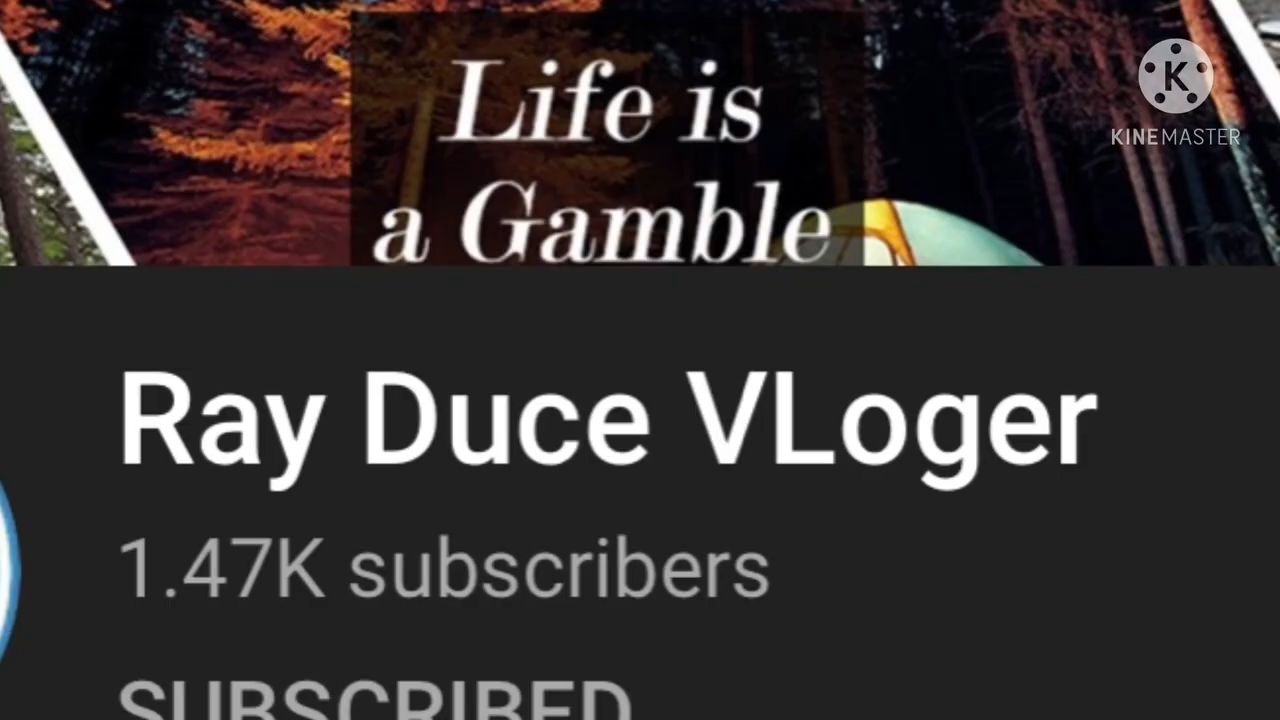 Life is
a Gamble
K
KINEMASTER
Ray Duce VLoger
1.47K subscribers
SUBSCRIBED